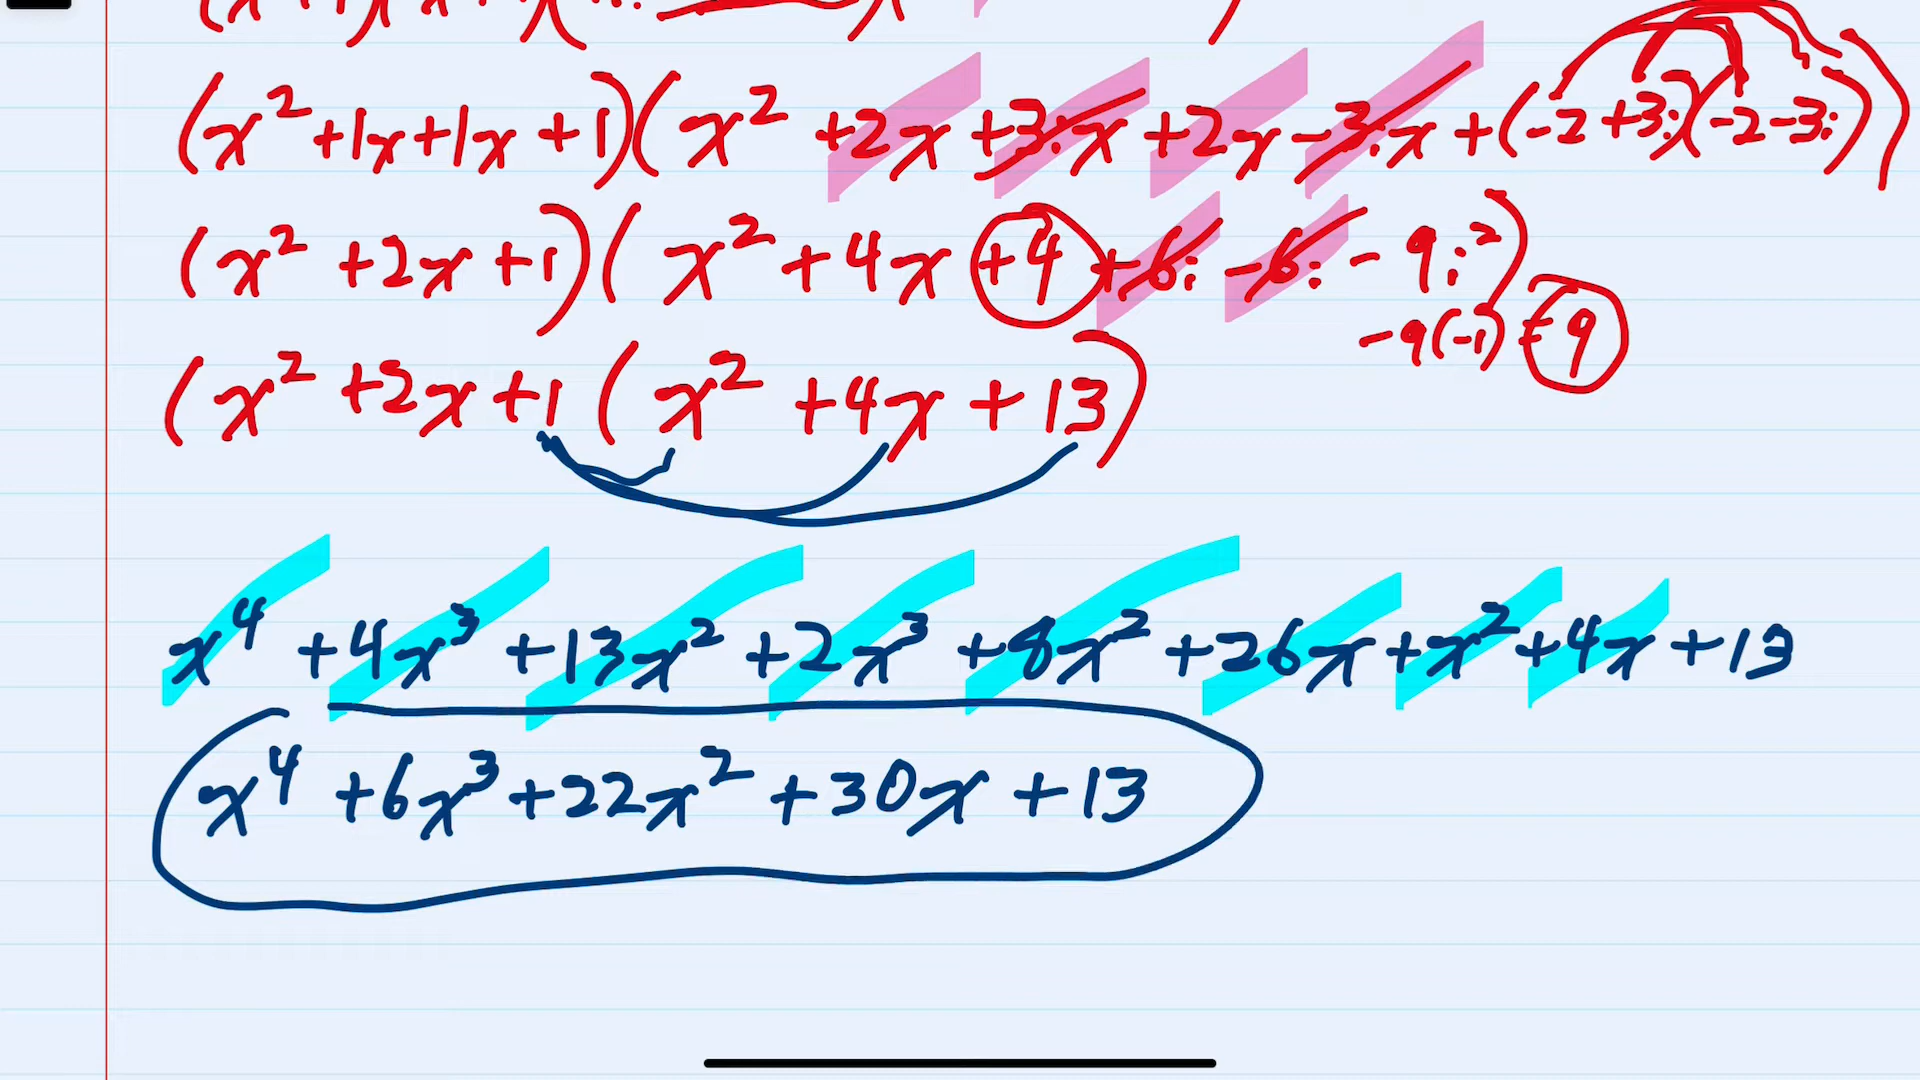 (x² +1x+1x +1)(x² +2x +3ix +2x -3ix +(-2 +3i)(-2-3i))
(x² +2x +1)(x² +4x +4 +6i -6i -9i²)
-9(-1) = 9
(x² +2x +1 (x² +4x +13)
x⁴ +4x³ +13x² +2x³ +8x² +26x +x² +4x +13
x⁴ +6x³ +22x² +30x +13